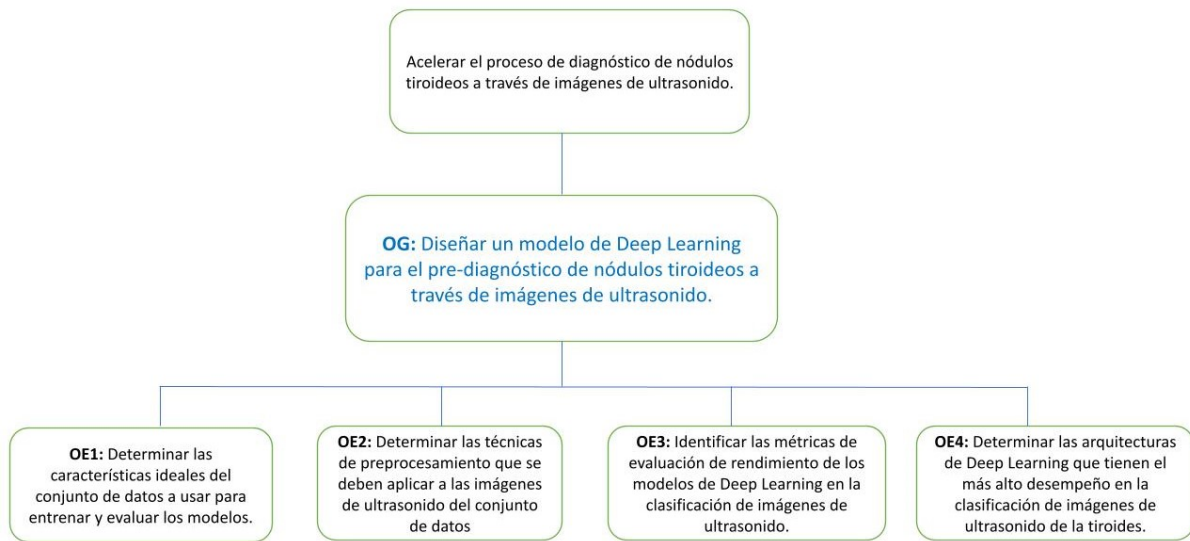 Acelerar el proceso de diagnóstico de nódulos
tiroideos a través de imágenes de ultrasonido.
OG: Diseñar un modelo de Deep Learning
para el pre-diagnóstico de nódulos tiroideos a
través de imágenes de ultrasonido.
OE1: Determinar las
características ideales del
conjunto de datos a usar para
entrenar y evaluar los modelos.
OE2: Determinar las técnicas
de preprocesamiento que se
deben aplicar a las imágenes
de ultrasonido del conjunto
de datos
OE3: Identificar las métricas de
evaluación de rendimiento de los
modelos de Deep Learning en la
clasificación de imágenes de
ultrasonido.
OE4: Determinar las arquitecturas
de Deep Learning que tienen el
más alto desempeño en la
clasificación de imágenes de
ultrasonido de la tiroides.